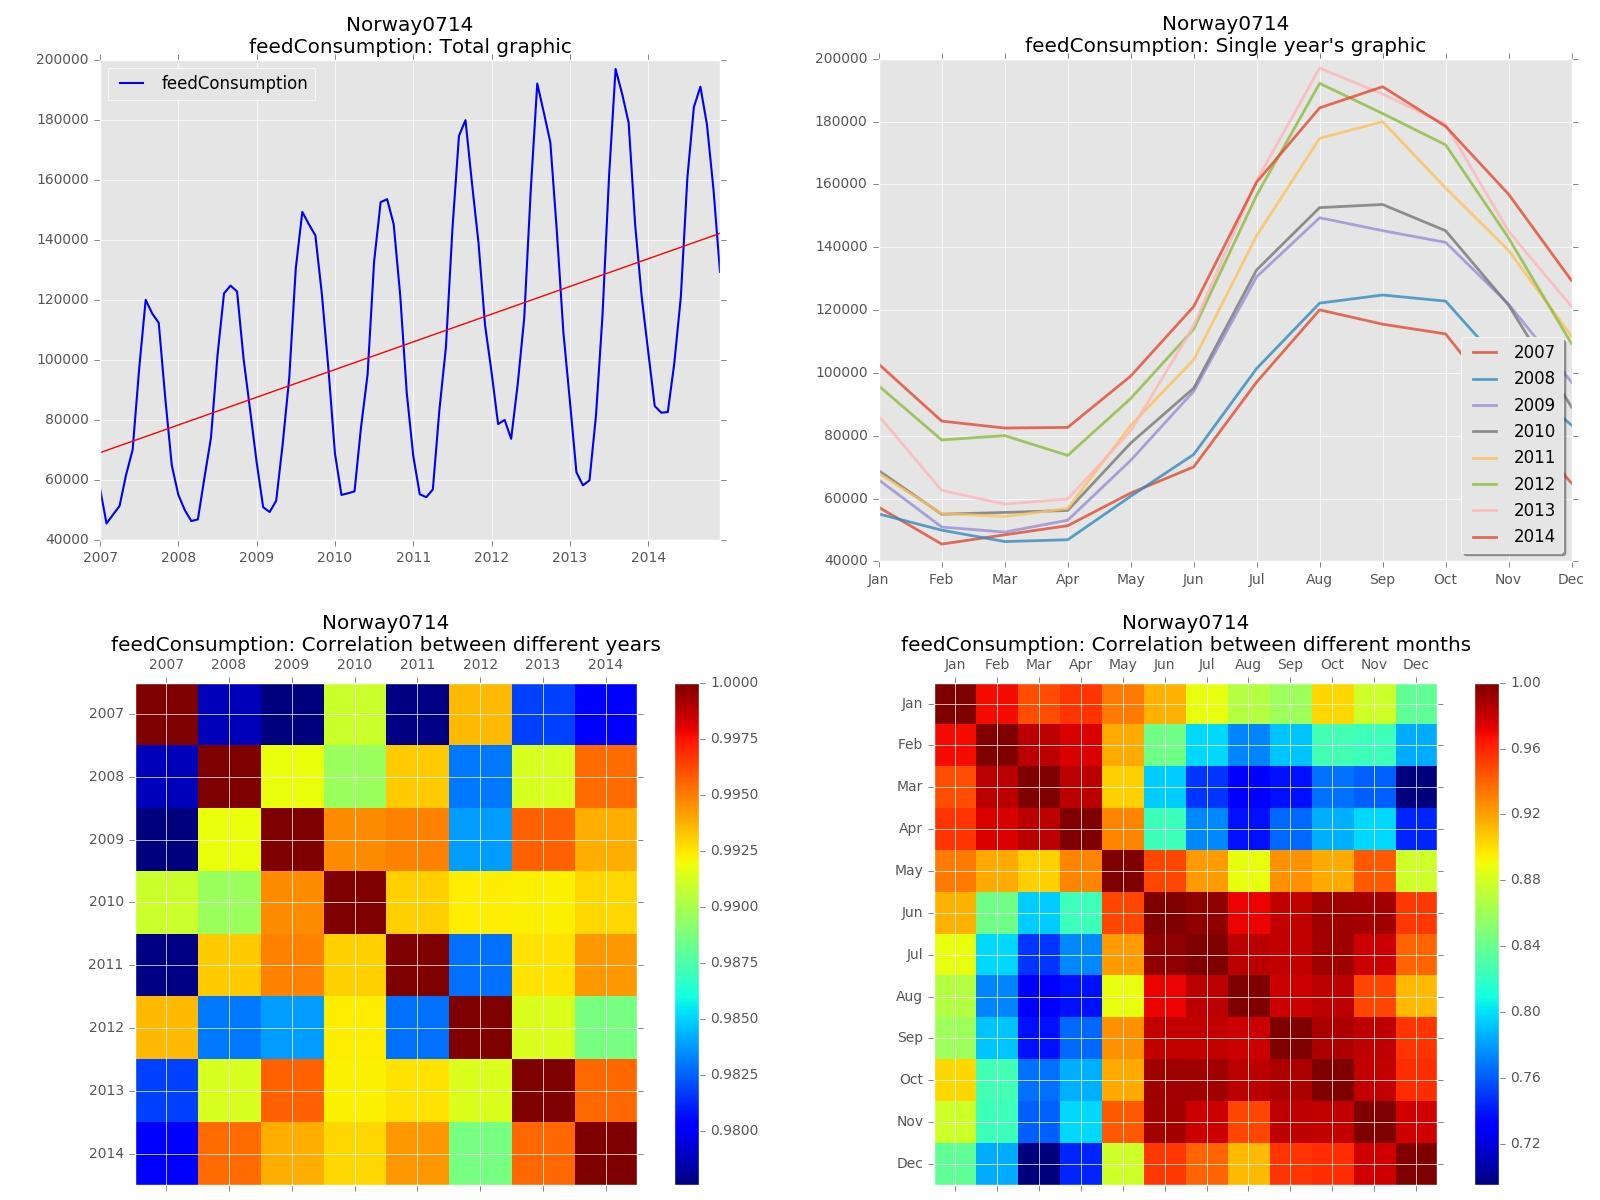 Norway0714
feedConsumption: Total graphic
200000
180000
160000
140000
120000
100000
80000
60000
40000
feedConsumption
2007 2008 2009 2010 2011 2012 2013 2014
Norway0714
feedConsumption: Single year's graphic
200000
180000
160000
140000
120000
100000
80000
60000
40000
2007
2008
2009
2010
2011
2012
2013
2014
Jan Feb Mar Apr May Jun Jul Aug Sep Oct Nov Dec
Norway0714
feedConsumption: Correlation between different years
2007 2008 2009 2010 2011 2012 2013 2014
2007
2008
2009
2010
2011
2012
2013
2014
1.0000
0.9975
0.9950
0.9925
0.9900
0.9875
0.9850
0.9825
0.9800
Norway0714
feedConsumption: Correlation between different months
Jan Feb Mar Apr May Jun Jul Aug Sep Oct Nov Dec
Jan
Feb
Mar
Apr
May
Jun
Jul
Aug
Sep
Oct
Nov
Dec
1.00
0.96
0.92
0.88
0.84
0.80
0.76
0.72